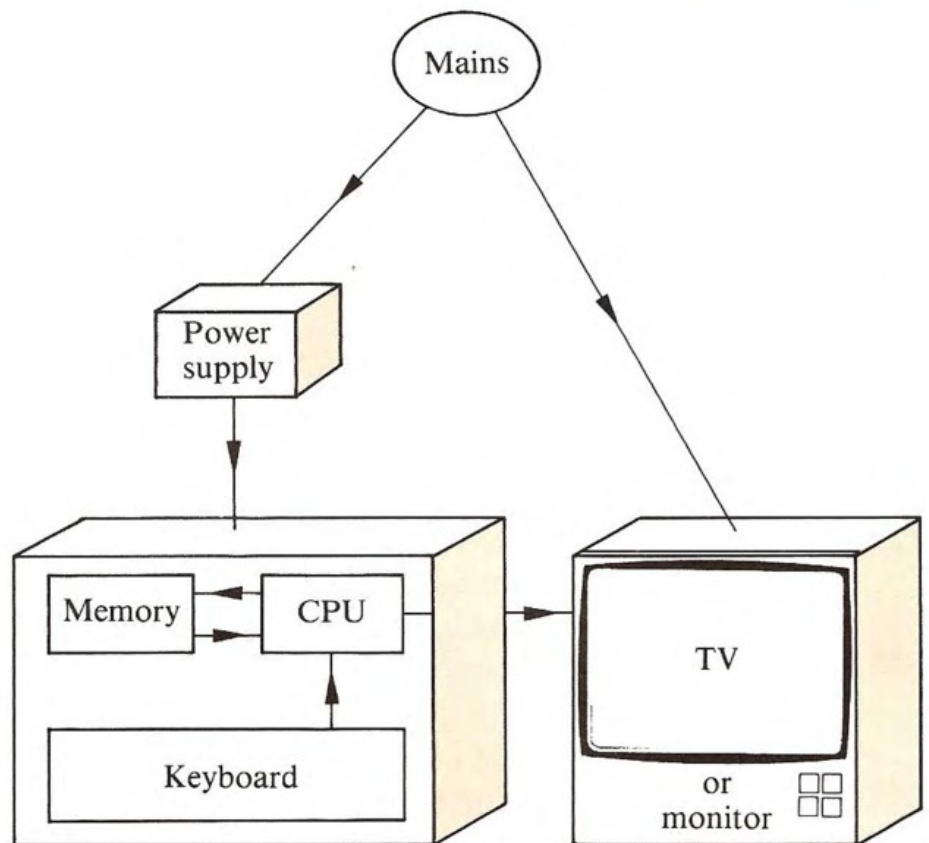 Mains
Power
supply
Memory
CPU
TV
Keyboard
or
monitor